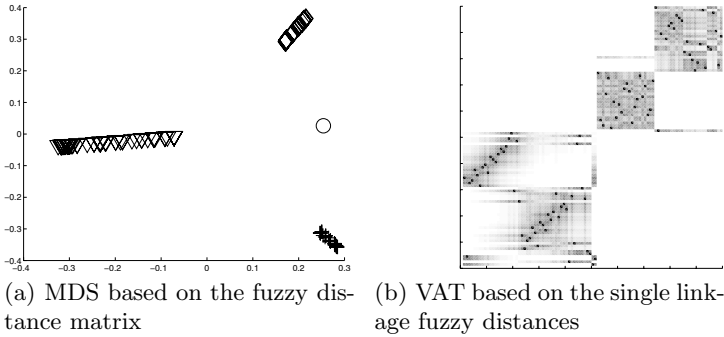 0.4
0.3
0.2
0.1
0
−0.1
−0.2
−0.3
−0.4
−0.4 −0.3 −0.2 −0.1 0 0.1 0.2 0.3
(a) MDS based on the fuzzy dis-
tance matrix
(b) VAT based on the single link-
age fuzzy distances